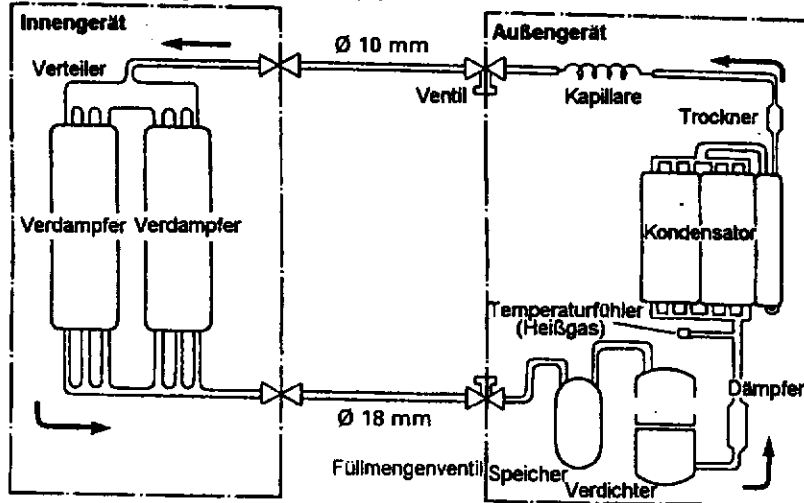 Innengerät
Ø 10 mm
Außengerät
Verteiler
Ventil
Kapillare
Trockner
Verdampfer
Verdampfer
Kondensator
Temperaturfühler
(Heißgas)
Dämpfer
Ø 18 mm
Füllmengenventil
Speicher
Verdichter